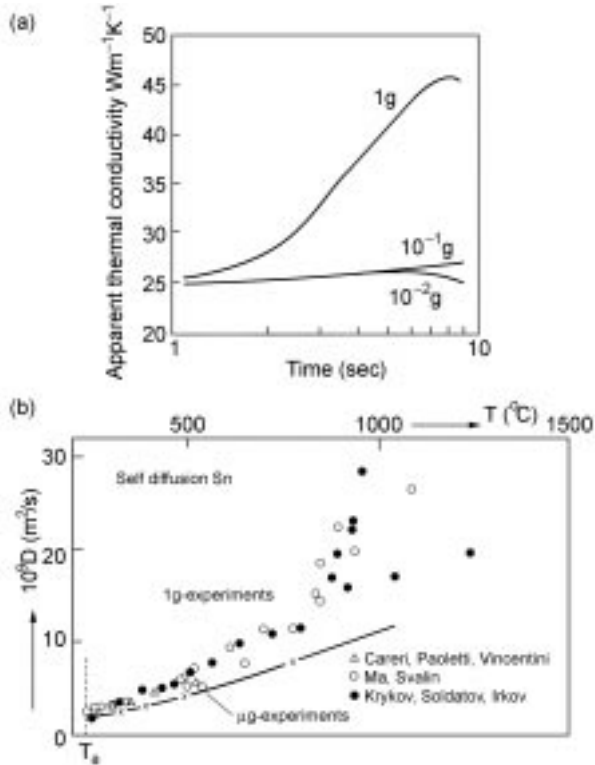 (a)
50
45
40
35
30
25
20
Apparent thermal conductivity Wm⁻¹K⁻¹
1g
10⁻¹g
10⁻²g
1
10
Time (sec)
(b)
500
1000
T (⁰C)
1500
30
20
10
0
10⁹D (m²/s)
Self diffusion Sn
1g-experiments
Careri, Paoletti, Vincentini
Ma, Svalin
Krykov, Soldatov, Irkov
µg-experiments